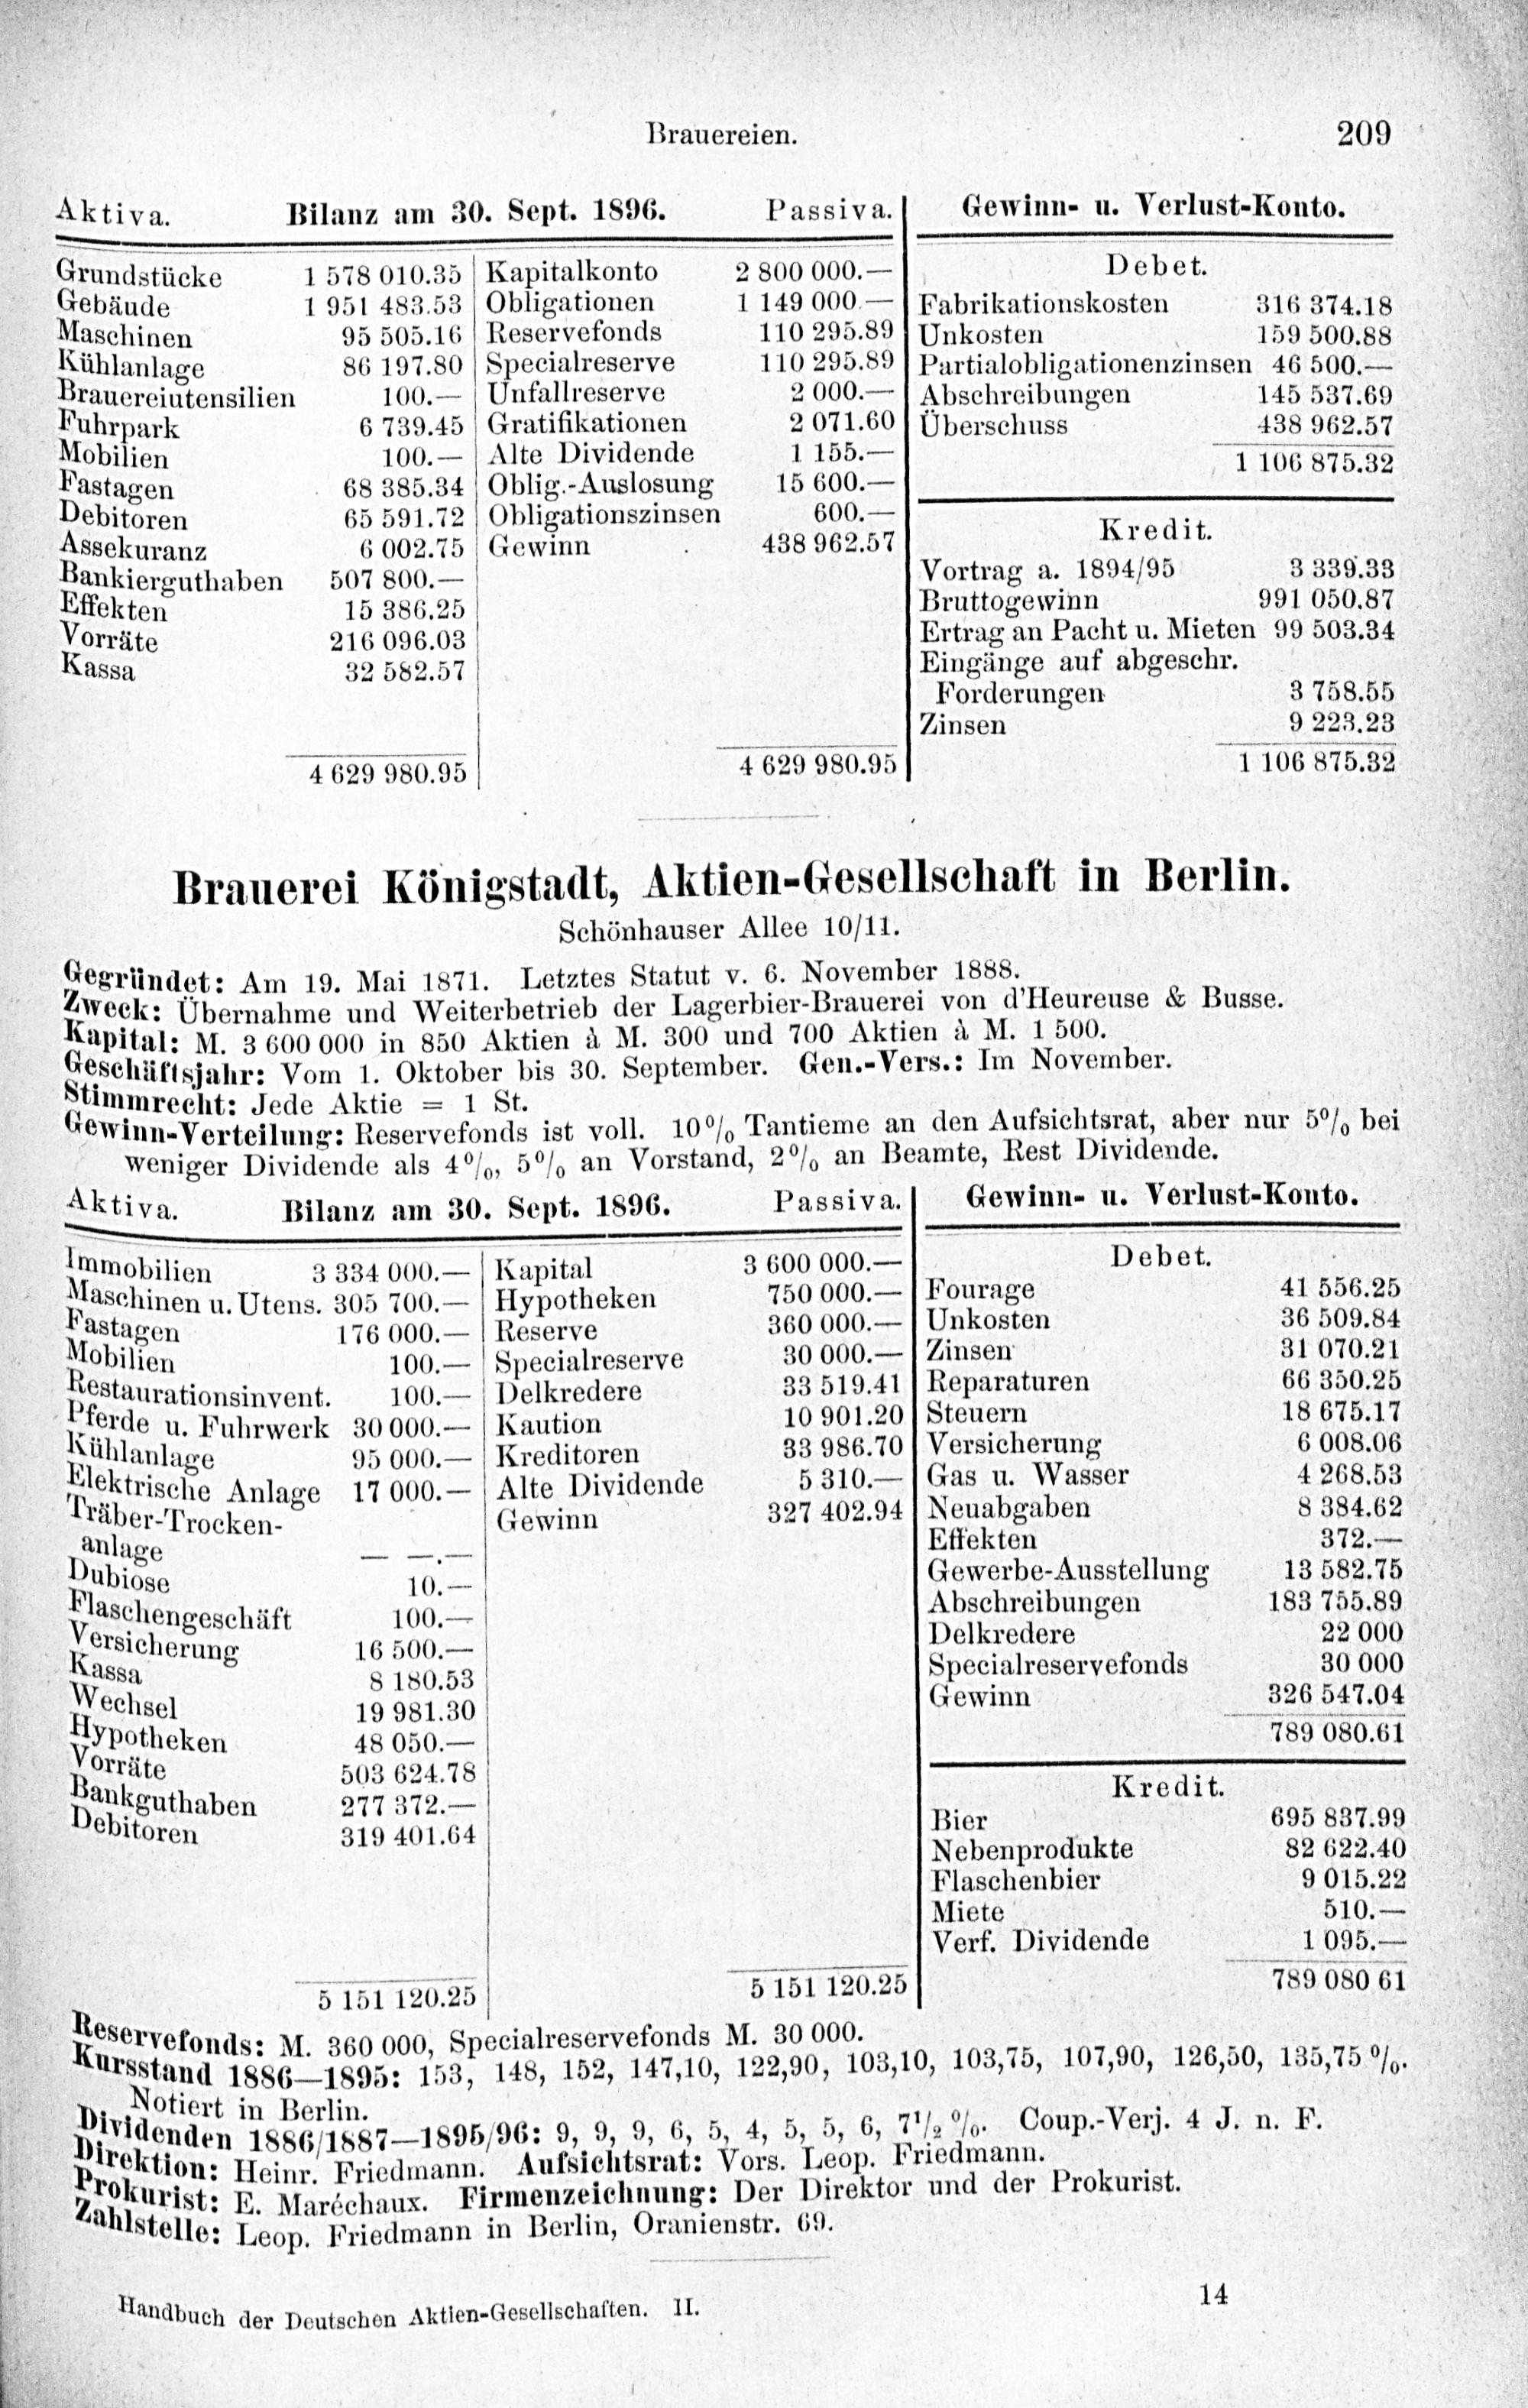 Brauereien. 209
Aktiva. Bilanz am 30. Sept. 1896. Passiva.
Grundstücke 1 578 010.35 Kapitalkonto 2 800 000.—
Gebäude 1 951 483.53 Obligationen 1 149 000 —
Maschinen 95 505.16 Reservefonds 110 295.89
Kühlanlage 86 197.80 Specialreserve 110 295.89
Brauereiutensilien 100.— Unfallreserve 2 000.—
Fuhrpark 6 739.45 Gratifikationen 2 071.60
Mobilien 100.— Alte Dividende 1 155.—
Fastagen 68 385.34 Oblig.-Auslosung 15 600.—
Debitoren 65 591.72 Obligationszinsen 600.—
Assekuranz 6 002.75 Gewinn 438 962.57
Bankierguthaben 507 800.—
Effekten 15 386.25
Vorräte 216 096.03
Kassa 32 582.57
4 629 980.95 4 629 980.95
Gewinn- u. Verlust-Konto.
Debet.
Fabrikationskosten 316 374.18
Unkosten 159 500.88
Partialobligationenzinsen 46 500.—
Abschreibungen 145 537.69
Überschuss 438 962.57
1 106 875.32
Kredit.
Vortrag a. 1894/95 3 339.33
Bruttogewinn 991 050.87
Ertrag an Pacht u. Mieten 99 503.34
Eingänge auf abgeschr.
Forderungen 3 758.55
Zinsen 9 223.23
1 106 875.32
Brauerei Königstadt, Aktien-Gesellschaft in Berlin.
Schönhauser Allee 10/11.
Gegründet: Am 19. Mai 1871. Letztes Statut v. 6. November 1888.
Zweck: Übernahme und Weiterbetrieb der Lagerbier-Brauerei von d'Heureuse & Busse.
Kapital: M. 3 600 000 in 850 Aktien à M. 300 und 700 Aktien à M. 1 500.
Geschäftsjahr: Vom 1. Oktober bis 30. September. Gen.-Vers.: Im November.
Stimmrecht: Jede Aktie = 1 St.
Gewinn-Verteilung: Reservefonds ist voll. 10% Tantieme an den Aufsichtsrat, aber nur 5% bei
weniger Dividende als 4%, 5% an Vorstand, 2% an Beamte, Rest Dividende.
Aktiva. Bilanz am 30. Sept. 1896. Passiva.
Immobilien 3 334 000.— Kapital 3 600 000.—
Maschinen u. Utens. 305 700.— Hypotheken 750 000.—
Fastagen 176 000.— Reserve 360 000.—
Mobilien 100.— Specialreserve 30 000.—
Restaurationsinvent. 100.— Delkredere 33 519.41
Pferde u. Fuhrwerk 30 000.— Kaution 10 901.20
Kühlanlage 95 000.— Kreditoren 33 986.70
Elektrische Anlage 17 000.— Alte Dividende 5 310.—
Träber-Trocken- Gewinn 327 402.94
anlage — —.—
Dubiose 10.—
Flaschengeschäft 100.—
Versicherung 16 500.—
Kassa 8 180.53
Wechsel 19 981.30
Hypotheken 48 050.—
Vorräte 503 624.78
Bankguthaben 277 372.—
Debitoren 319 401.64
5 151 120.25 5 151 120.25
Gewinn- u. Verlust-Konto.
Debet.
Fourage 41 556.25
Unkosten 36 509.84
Zinsen 31 070.21
Reparaturen 66 350.25
Steuern 18 675.17
Versicherung 6 008.06
Gas u. Wasser 4 268.53
Neuabgaben 8 384.62
Effekten 372.—
Gewerbe-Ausstellung 13 582.75
Abschreibungen 183 755.89
Delkredere 22 000
Specialreservefonds 30 000
Gewinn 326 547.04
789 080.61
Kredit.
Bier 695 837.99
Nebenprodukte 82 622.40
Flaschenbier 9 015.22
Miete 510.—
Verf. Dividende 1 095.—
789 080 61
Reservefonds: M. 360 000, Specialreservefonds M. 30 000.
Kursstand 1886—1895: 153, 148, 152, 147,10, 122,90, 103,10, 103,75, 107,90, 126,50, 135,75 %.
Notiert in Berlin.
Dividenden 1886/1887—1895/96: 9, 9, 9, 6, 5, 4, 5, 5, 6, 7½ %. Coup.-Verj. 4 J. n. F.
Direktion: Heinr. Friedmann. Aufsichtsrat: Vors. Leop. Friedmann.
Prokurist: E. Maréchaux. Firmenzeichnung: Der Direktor und der Prokurist.
Zahlstelle: Leop. Friedmann in Berlin, Oranienstr. 69.
Handbuch der Deutschen Aktien-Gesellschaften. II. 14